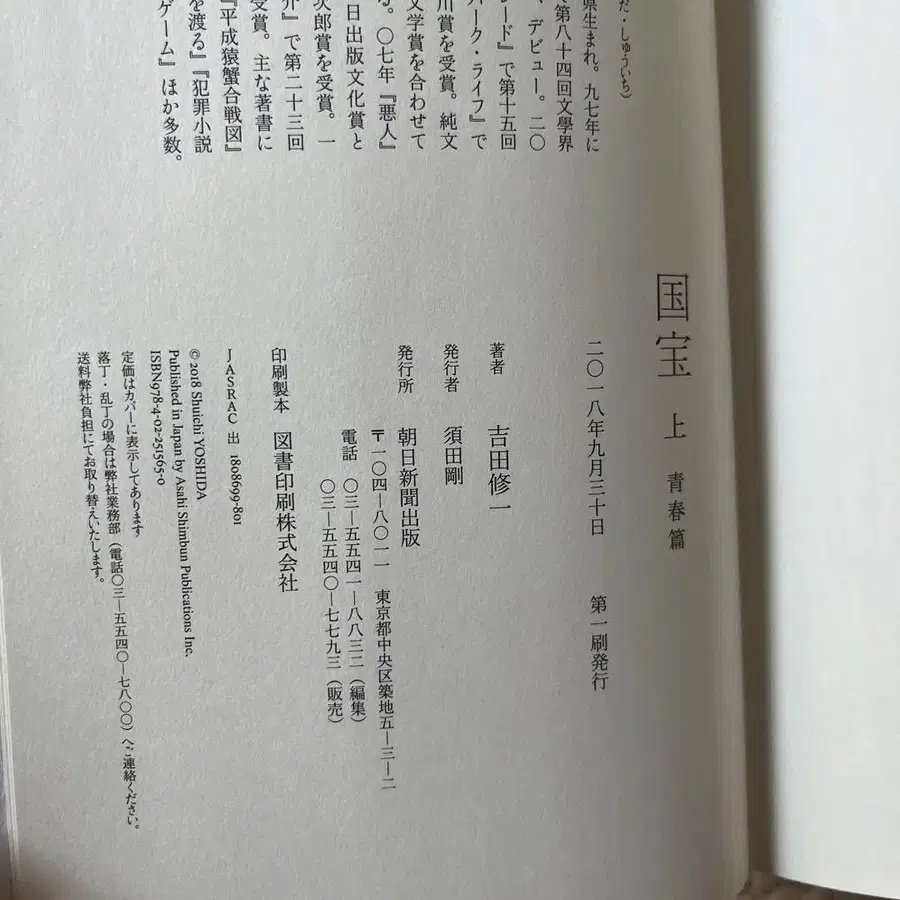 だ・しゅういち)
県生まれ。九七年に
第八十四回文學界
、デビュー。二〇
ード』で第十五回
パーク・ライフ』で
川賞を受賞。純文
文学賞を合わせて
る。〇七年『悪人』
日出版文化賞と
次郎賞を受賞。一
介』で第二十三回
受賞。主な著書に
『平成猿蟹合戦図』
を渡る』『犯罪小説
ゲーム』ほか多数。
国宝 上 青春篇
二〇一八年九月三十日 第一刷発行
著者 吉田修一
発行者 須田剛
発行所 朝日新聞出版
〒一〇四—八〇一一 東京都中央区築地五—三—二
電話 〇三—五五四一—八八三二(編集)
〇三—五五四〇—七七九三(販売)
印刷製本 図書印刷株式会社
JASRAC 出 1808699-801
©2018 Shuichi YOSHIDA
Published in Japan by Asahi Shimbun Publications Inc.
ISBN978-4-02-251565-0
定価はカバーに表示してあります
落丁・乱丁の場合は弊社業務部(電話〇三—五五四〇—七八〇〇)へご連絡ください。
送料弊社負担にてお取り替えいたします。